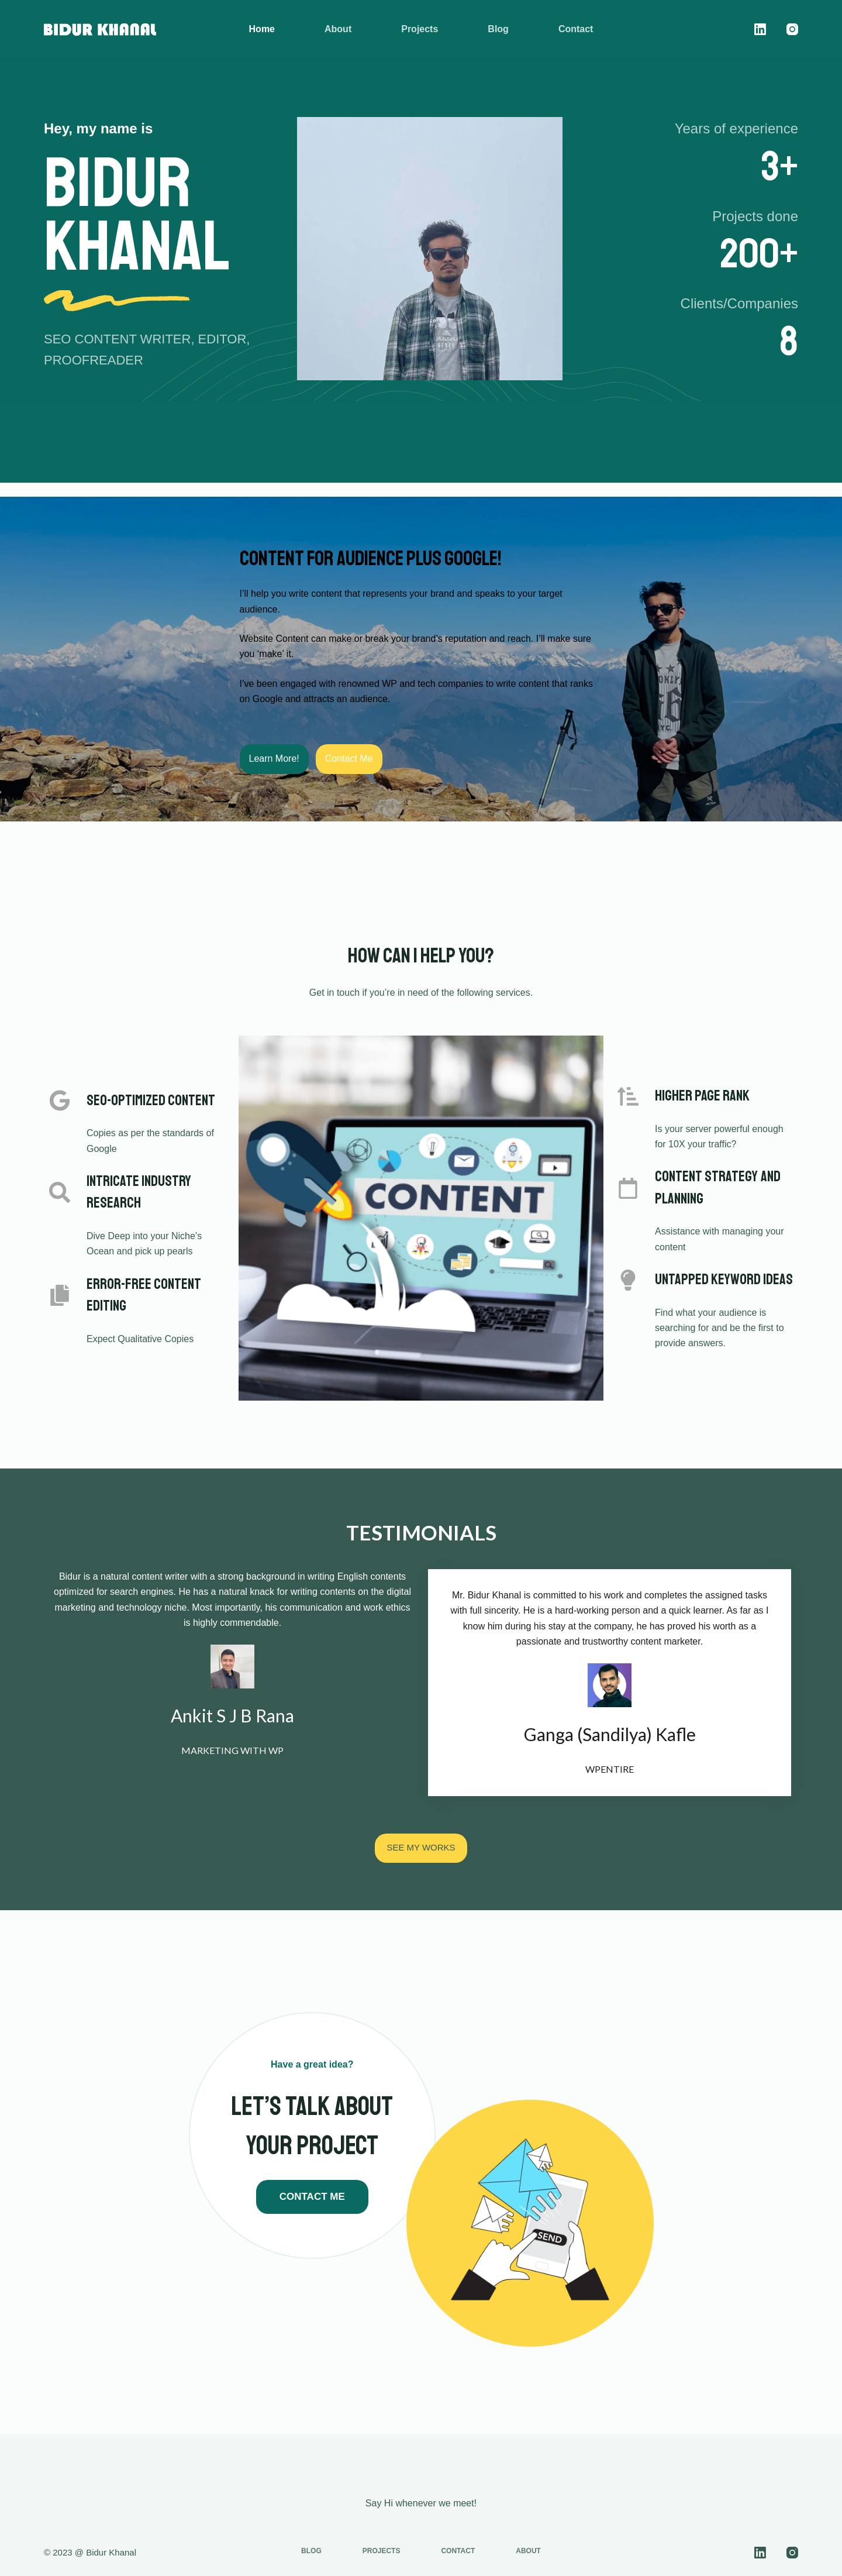 BIDUR KHANAL
Home
About
Projects
Blog
Contact
Hey, my name is
BIDUR
KHANAL
SEO CONTENT WRITER, EDITOR,
PROOFREADER
Years of experience
3+
Projects done
200+
Clients/Companies
8
CONTENT FOR AUDIENCE PLUS GOOGLE!
I'll help you write content that represents your brand and speaks to your target
audience.
Website Content can make or break your brand's reputation and reach. I'll make sure
you 'make' it.
I've been engaged with renowned WP and tech companies to write content that ranks
on Google and attracts an audience.
Learn More!
Contact Me
HOW CAN I HELP YOU?
Get in touch if you're in need of the following services.
SEO-OPTIMIZED CONTENT
Copies as per the standards of
Google
INTRICATE INDUSTRY
RESEARCH
Dive Deep into your Niche's
Ocean and pick up pearls
ERROR-FREE CONTENT
EDITING
Expect Qualitative Copies
CONTENT
HIGHER PAGE RANK
Is your server powerful enough
for 10X your traffic?
CONTENT STRATEGY AND
PLANNING
Assistance with managing your
content
UNTAPPED KEYWORD IDEAS
Find what your audience is
searching for and be the first to
provide answers.
TESTIMONIALS
Bidur is a natural content writer with a strong background in writing English contents
optimized for search engines. He has a natural knack for writing contents on the digital
marketing and technology niche. Most importantly, his communication and work ethics
is highly commendable.
Ankit S J B Rana
MARKETING WITH WP
Mr. Bidur Khanal is committed to his work and completes the assigned tasks
with full sincerity. He is a hard-working person and a quick learner. As far as I
know him during his stay at the company, he has proved his worth as a
passionate and trustworthy content marketer.
Ganga (Sandilya) Kafle
WPENTIRE
SEE MY WORKS
Have a great idea?
LET'S TALK ABOUT
YOUR PROJECT
CONTACT ME
SEND
Say Hi whenever we meet!
© 2023 @ Bidur Khanal
BLOG
PROJECTS
CONTACT
ABOUT